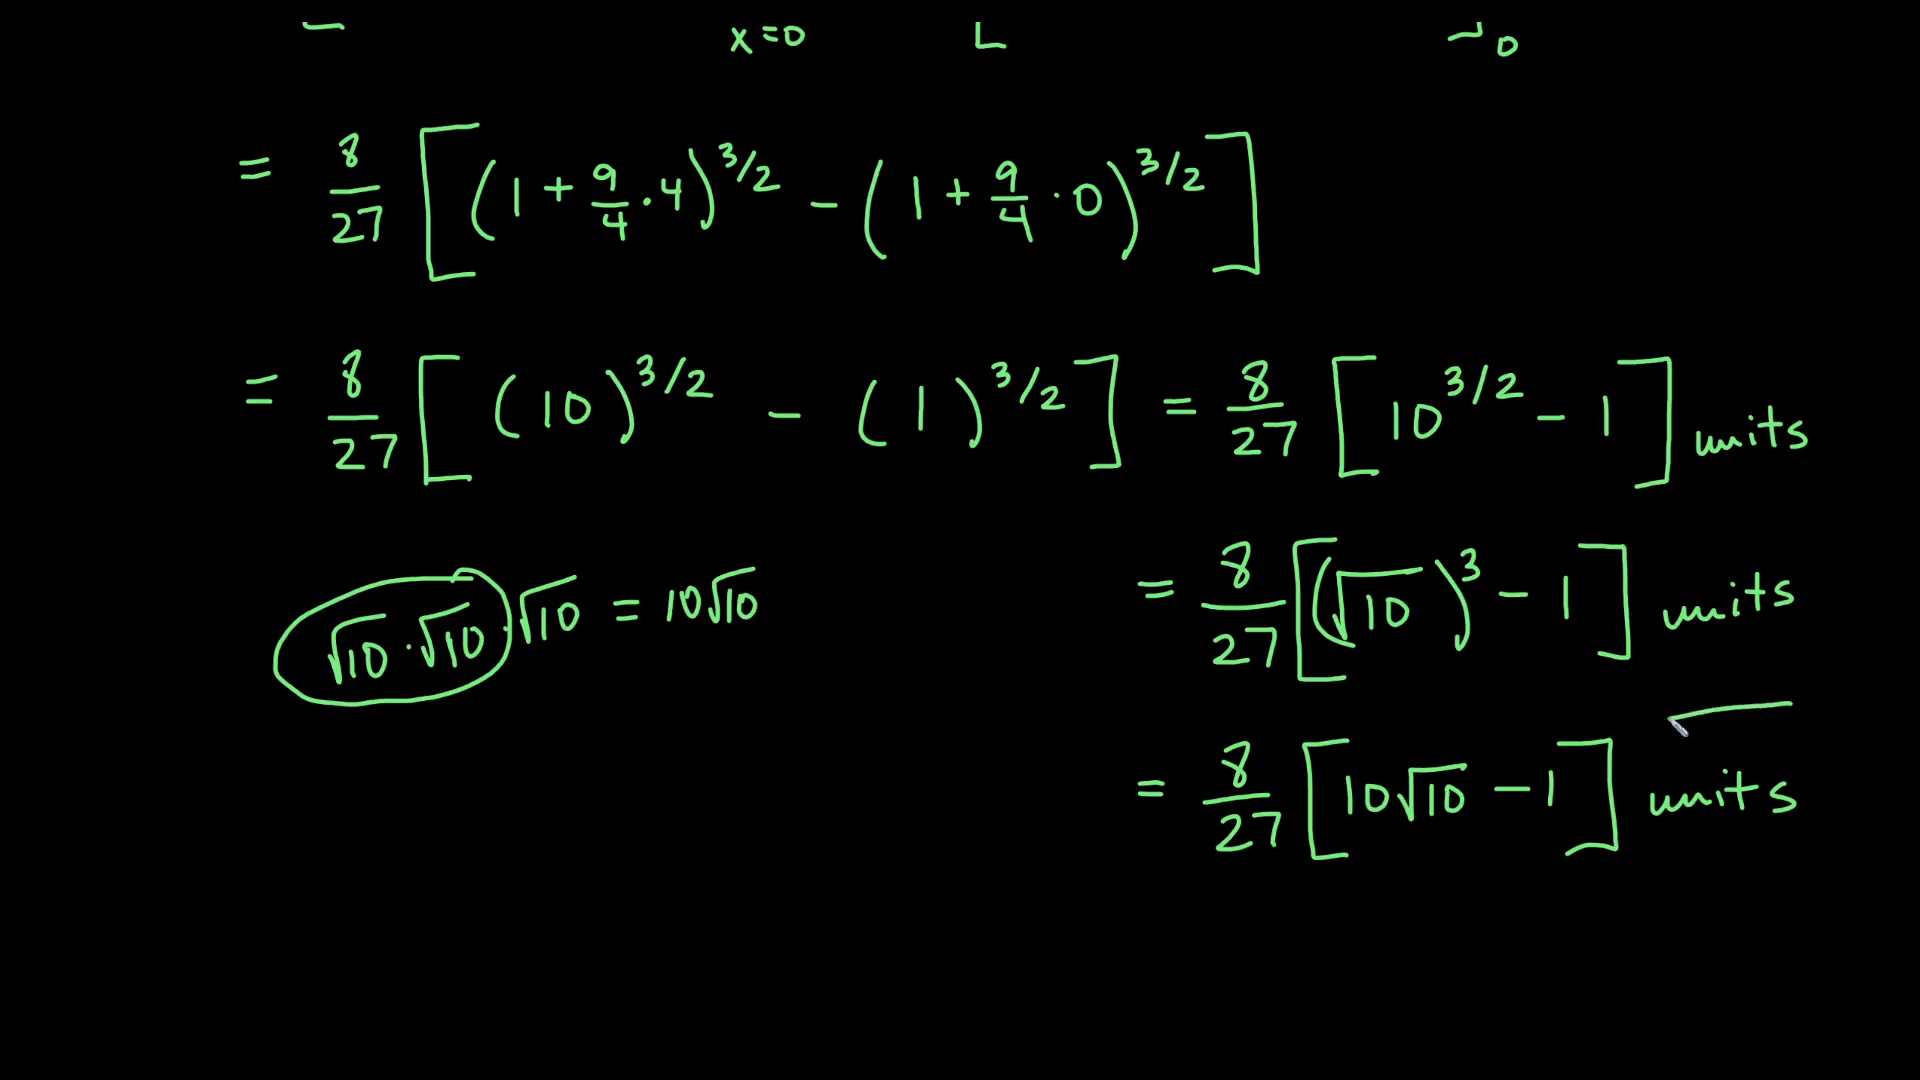 x=0 0
= 8/27 [(1 + 9/4 · 4)^3/2 - (1 + 9/4 · 0)^3/2]
= 8/27 [(10)^3/2 - (1)^3/2] = 8/27 [10^3/2 - 1] units
√10 · √10 · √10 = 10√10
= 8/27 [(√10)^3 - 1] units
= 8/27 [10√10 - 1] units